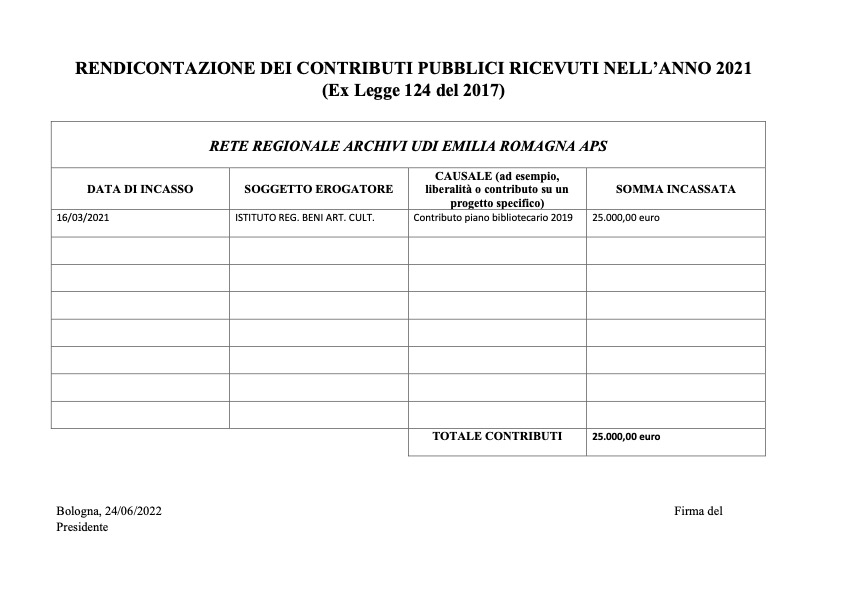 RENDICONTAZIONE DEI CONTRIBUTI PUBBLICI RICEVUTI NELL’ANNO 2021
(Ex Legge 124 del 2017)
RETE REGIONALE ARCHIVI UDI EMILIA ROMAGNA APS
DATA DI INCASSO
SOGGETTO EROGATORE
CAUSALE (ad esempio,
liberalità o contributo su un
progetto specifico)
SOMMA INCASSATA
16/03/2021
ISTITUTO REG. BENI ART. CULT.
Contributo piano bibliotecario 2019
25.000,00 euro
TOTALE CONTRIBUTI
25.000,00 euro
Bologna, 24/06/2022
Firma del
Presidente